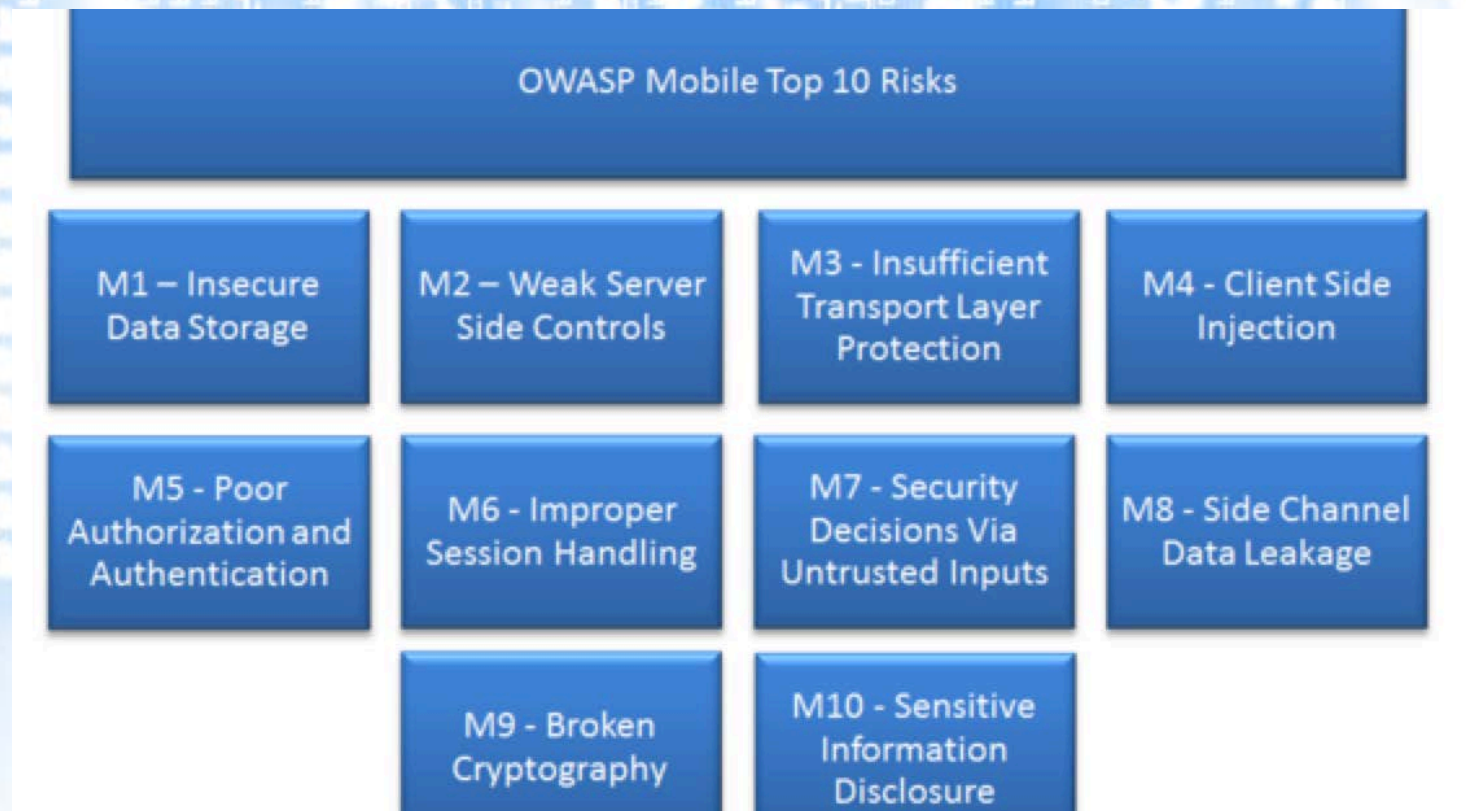 OWASP Mobile Top 10 Risks
M1 – Insecure
Data Storage
M2 – Weak Server
Side Controls
M3 - Insufficient
Transport Layer
Protection
M4 - Client Side
Injection
M5 - Poor
Authorization and
Authentication
M6 - Improper
Session Handling
M7 - Security
Decisions Via
Untrusted Inputs
M8 - Side Channel
Data Leakage
M9 - Broken
Cryptography
M10 - Sensitive
Information
Disclosure